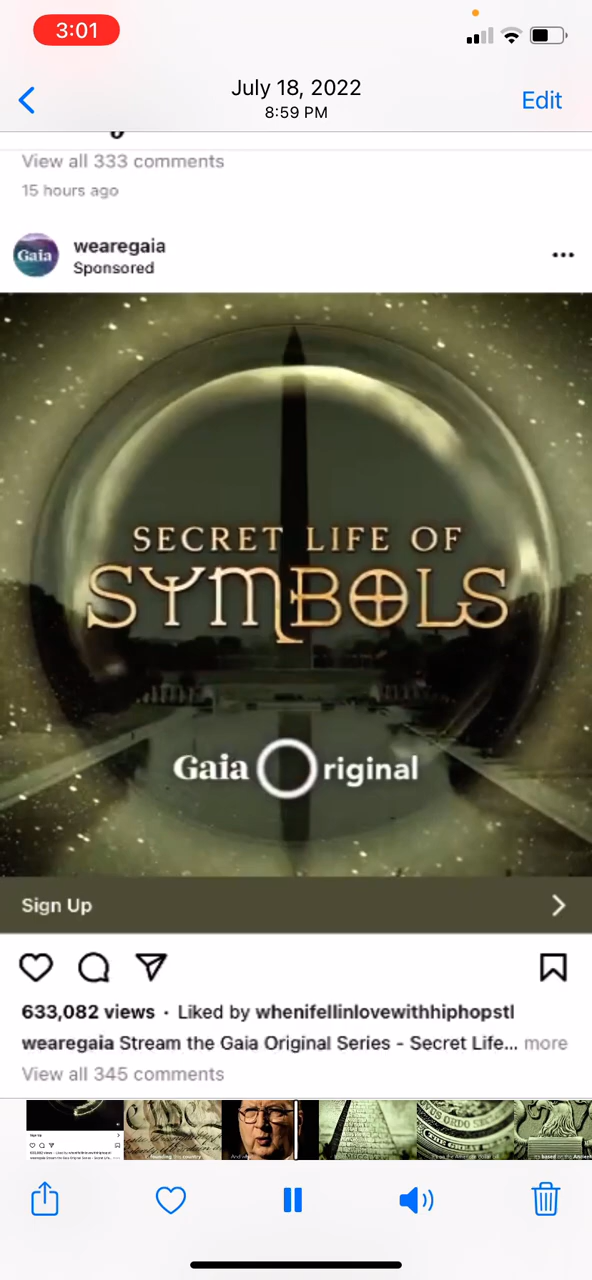 3:01
July 18, 2022
8:59 PM
Edit
View all 333 comments
15 hours ago
Gaia
wearegaia
Sponsored
SECRET LIFE OF
SYMBOLS
Gaia Original
Sign Up
633,082 views · Liked by whenifellinlovewithhiphopstl
wearegaia Stream the Gaia Original Series - Secret Life... more
View all 345 comments